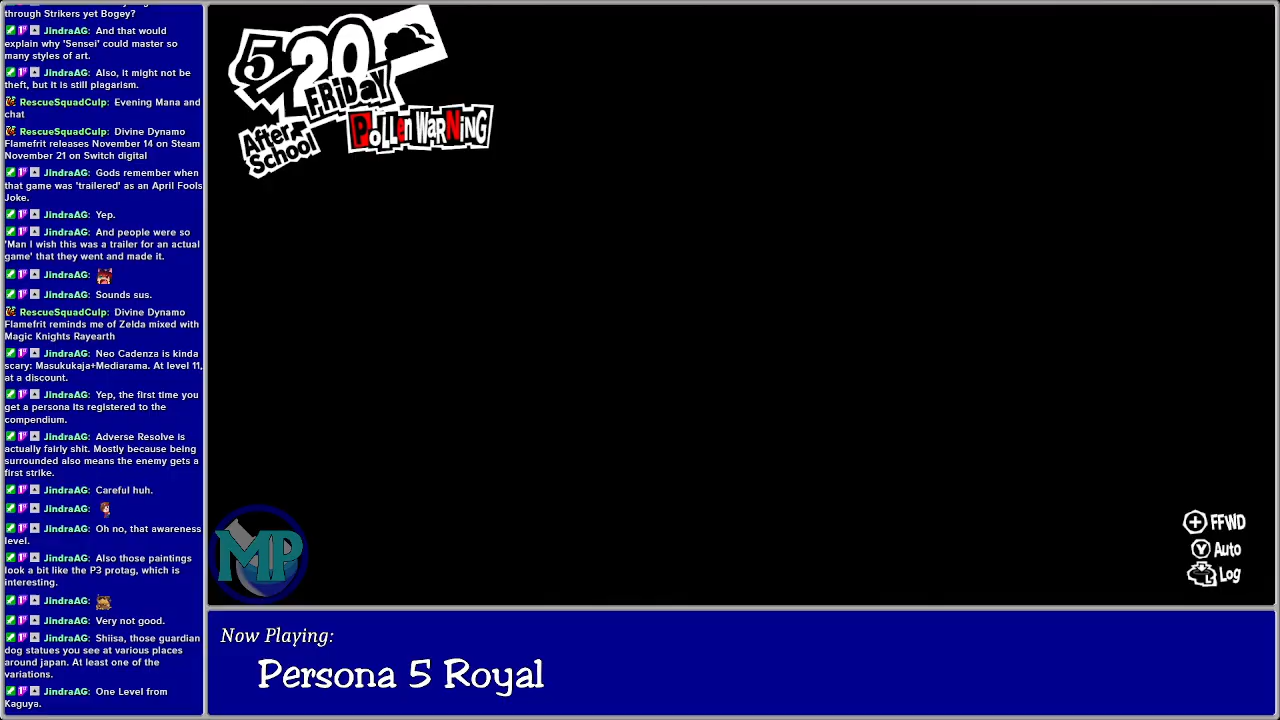 through Strikers yet Bogey?
JindraAG: And that would
explain why 'Sensei' could master so
many styles of art.
JindraAG: Also, it might not be
theft, but it is still plagarism.
RescueSquadCulp: Evening Mana and
chat
RescueSquadCulp: Divine Dynamo
Flamefrit releases November 14 on Steam
November 21 on Switch digital
JindraAG: Gods remember when
that game was 'trailered' as an April Fools
Joke.
JindraAG: Yep.
JindraAG: And people were so
'Man I wish this was a trailer for an actual
game' that they went and made it.
JindraAG:
JindraAG: Sounds sus.
RescueSquadCulp: Divine Dynamo
Flamefrit reminds me of Zelda mixed with
Magic Knights Rayearth
JindraAG: Neo Cadenza is kinda
scary: Masukukaja+Mediarama. At level 11,
at a discount.
JindraAG: Yep, the first time you
get a persona its registered to the
compendium.
JindraAG: Adverse Resolve is
actually fairly shit. Mostly because being
surrounded also means the enemy gets a
first strike.
JindraAG: Careful huh.
JindraAG:
JindraAG: Oh no, that awareness
level.
JindraAG: Also those paintings
look a bit like the P3 protag, which is
interesting.
JindraAG:
JindraAG: Very not good.
JindraAG: Shiisa, those guardian
dog statues you see at various places
around japan. At least one of the
variations.
JindraAG: One Level from
Kaguya.
5/20
FRiDaY
After School
PoLLen WarNiNG
MP
FFWD
Y Auto
L Log
Now Playing:
Persona 5 Royal